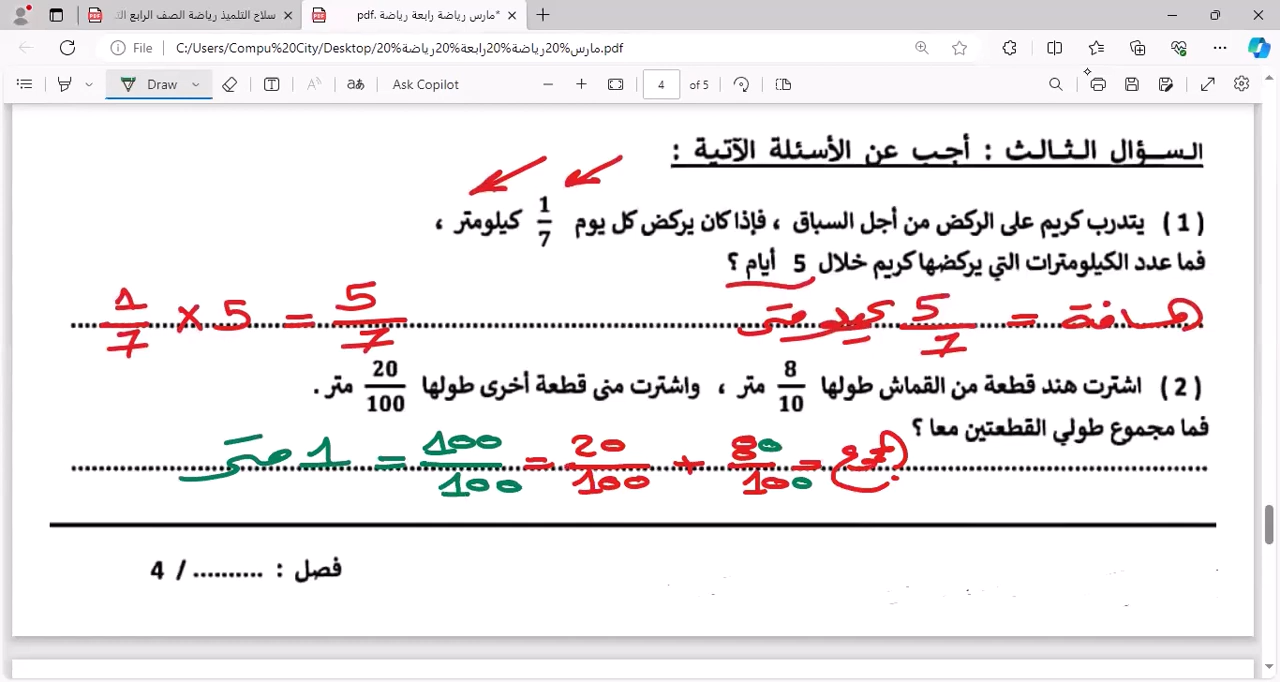 سلاح التلميذ رياضة الصف الرابع الت
مارس رياضة رابعة رياضة .pdf*
File
C:/Users/Compu%20City/Desktop/20%مارس%20رياضة%20رابعة%20رياضة.pdf
Draw
aあ
Ask Copilot
4 of 5
السؤال الثالث : أجب عن الأسئلة الآتية :
( 1 ) يتدرب كريم على الركض من أجل السباق ، فإذا كان يركض كل يوم 1/7 كيلومتر ،
فما عدد الكيلومترات التي يركضها كريم خلال 5 أيام ؟
المسافة = 5/7 كيلومتر
1/7 × 5 = 5/7
( 2 ) اشترت هند قطعة من القماش طولها 8/10 متر ، واشترت منى قطعة أخرى طولها 20/100 متر .
فما مجموع طولي القطعتين معا ؟
= 80/100 + 20/100 = 100/100 = 1 متر
فصل : .......... / 4